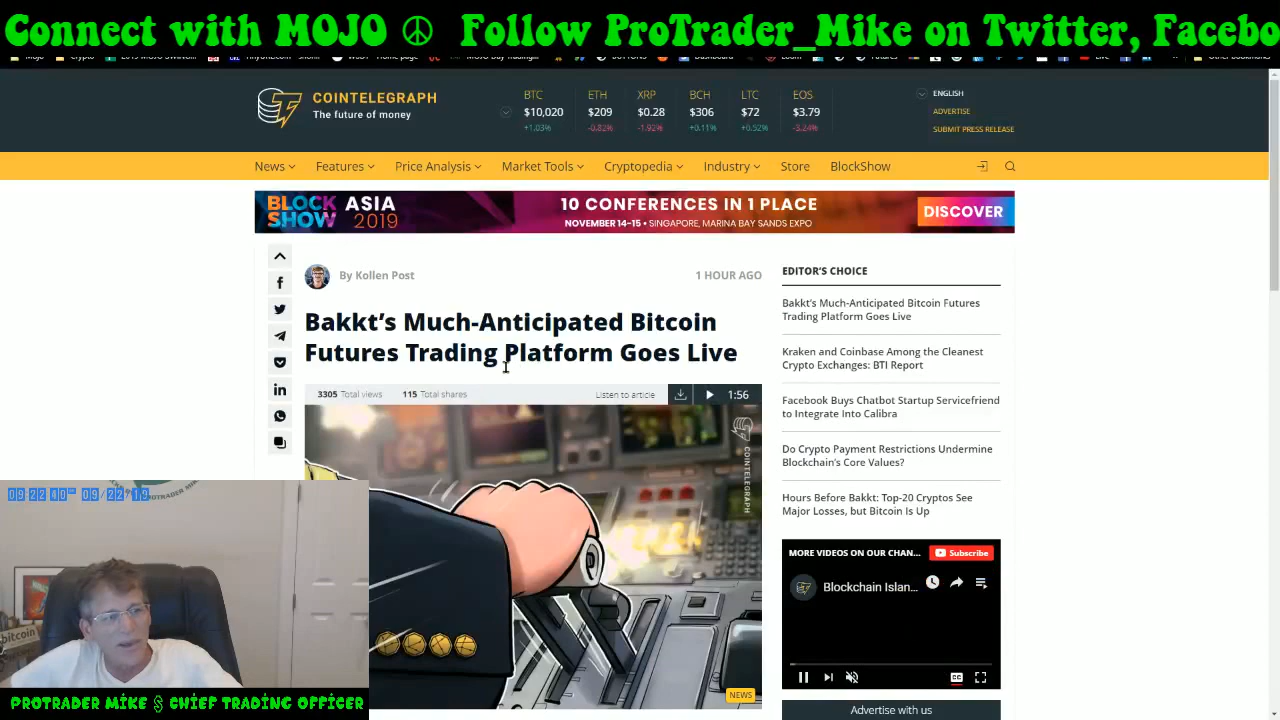 Connect with MOJO ☮ Follow ProTrader_Mike on Twitter, Facebo
COINTELEGRAPH
The future of money
BTC ETH XRP BCH LTC EOS
$10,020 $209 $0.28 $306 $72 $3.79
+1.03% -0.82% -1.92% +0.11% +0.52% -3.24%
ENGLISH
ADVERTISE
SUBMIT PRESS RELEASE
News Features Price Analysis Market Tools Cryptopedia Industry Store BlockShow
BLOCK SHOW ASIA 2019
10 CONFERENCES IN 1 PLACE
NOVEMBER 14-15 • SINGAPORE, MARINA BAY SANDS EXPO
DISCOVER
By Kollen Post
1 HOUR AGO
Bakkt’s Much-Anticipated Bitcoin
Futures Trading Platform Goes Live
3305 Total views 115 Total shares Listen to article 1:56
COINTELEGRAPH
NEWS
EDITOR’S CHOICE
Bakkt’s Much-Anticipated Bitcoin Futures
Trading Platform Goes Live
Kraken and Coinbase Among the Cleanest
Crypto Exchanges: BTI Report
Facebook Buys Chatbot Startup Servicefriend
to Integrate Into Calibra
Do Crypto Payment Restrictions Undermine
Blockchain’s Core Values?
Hours Before Bakkt: Top-20 Cryptos See
Major Losses, but Bitcoin Is Up
MORE VIDEOS ON OUR CHAN... Subscribe
Blockchain Islan...
CC
Advertise with us
bitcoin
PROTRADER MIKE $ CHIEF TRADING OFFICER